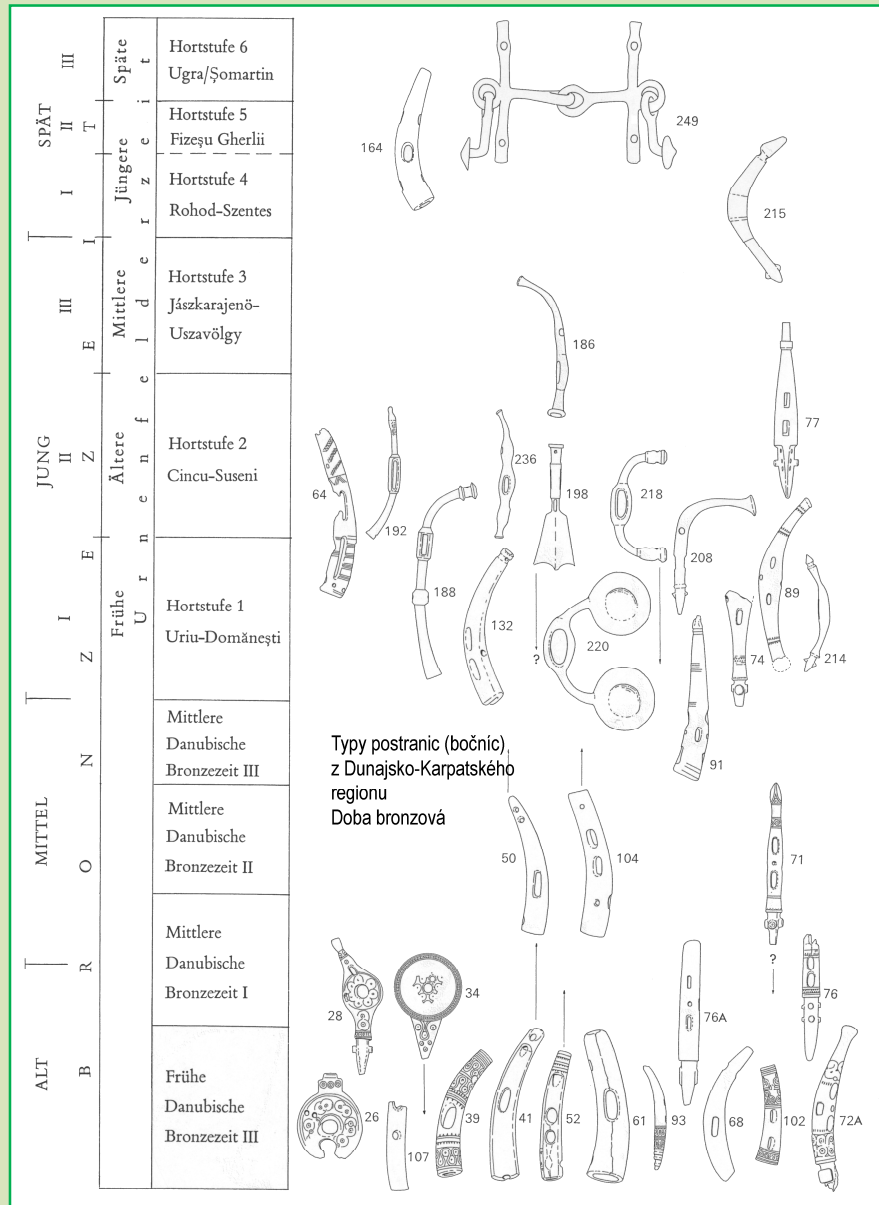 III
Späte
Hortstufe 6
Ugra/Şomartin
SPÄT
II
Jüngere
Hortstufe 5
Fizeşu Gherlii
I
Hortstufe 4
Rohod-Szentes
III
Mittlere
Hortstufe 3
Jászkarajenö-
Uszavölgy
JUNG
II
Ältere
Hortstufe 2
Cincu-Suseni
I
Frühe
Hortstufe 1
Uriu-Domăneşti
BRONZEZEIT
Urnenfelderzeit
MITTEL
Mittlere
Danubische
Bronzezeit III
Mittlere
Danubische
Bronzezeit II
Mittlere
Danubische
Bronzezeit I
ALT
Frühe
Danubische
Bronzezeit III
Typy postranic (bočníc)
z Dunajsko-Karpatského
regionu
Doba bronzová
164
249
215
186
77
64
192
236
198
218
208
188
132
?
220
74
89
214
91
50
104
71
?
28
34
76A
76
26
107
39
41
52
61
93
68
102
72A